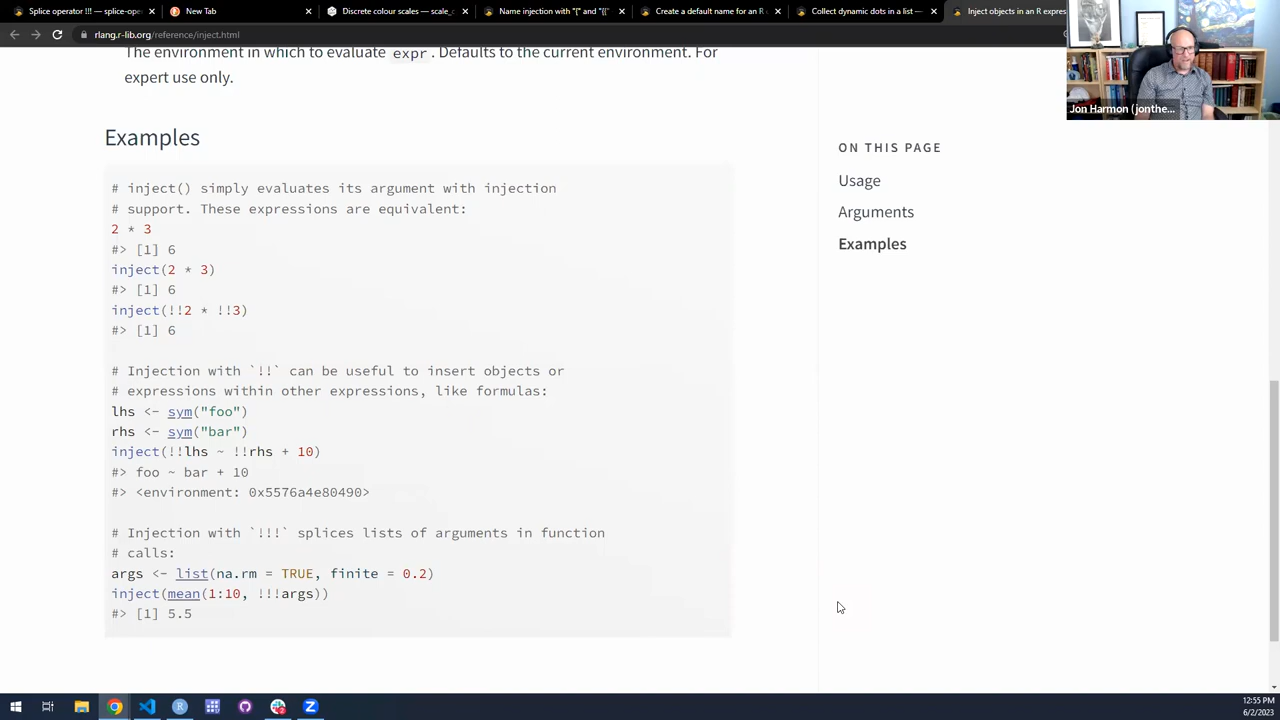 Splice operator !!! — splice-ope
New Tab
Discrete colour scales — scale_c
Name injection with "{" and "{{"
Create a default name for an R
Collect dynamic dots in a list —
Inject objects in an R expres
rlang.r-lib.org/reference/inject.html
The environment in which to evaluate expr. Defaults to the current environment. For
expert use only.
Jon Harmon (jonthe...
Examples
# inject() simply evaluates its argument with injection
# support. These expressions are equivalent:
2 * 3
#> [1] 6
inject(2 * 3)
#> [1] 6
inject(!!2 * !!3)
#> [1] 6
# Injection with `!!` can be useful to insert objects or
# expressions within other expressions, like formulas:
lhs <- sym("foo")
rhs <- sym("bar")
inject(!!lhs ~ !!rhs + 10)
#> foo ~ bar + 10
#> <environment: 0x5576a4e80490>
# Injection with `!!!` splices lists of arguments in function
# calls:
args <- list(na.rm = TRUE, finite = 0.2)
inject(mean(1:10, !!!args))
#> [1] 5.5
ON THIS PAGE
Usage
Arguments
Examples
12:55 PM
6/2/2023